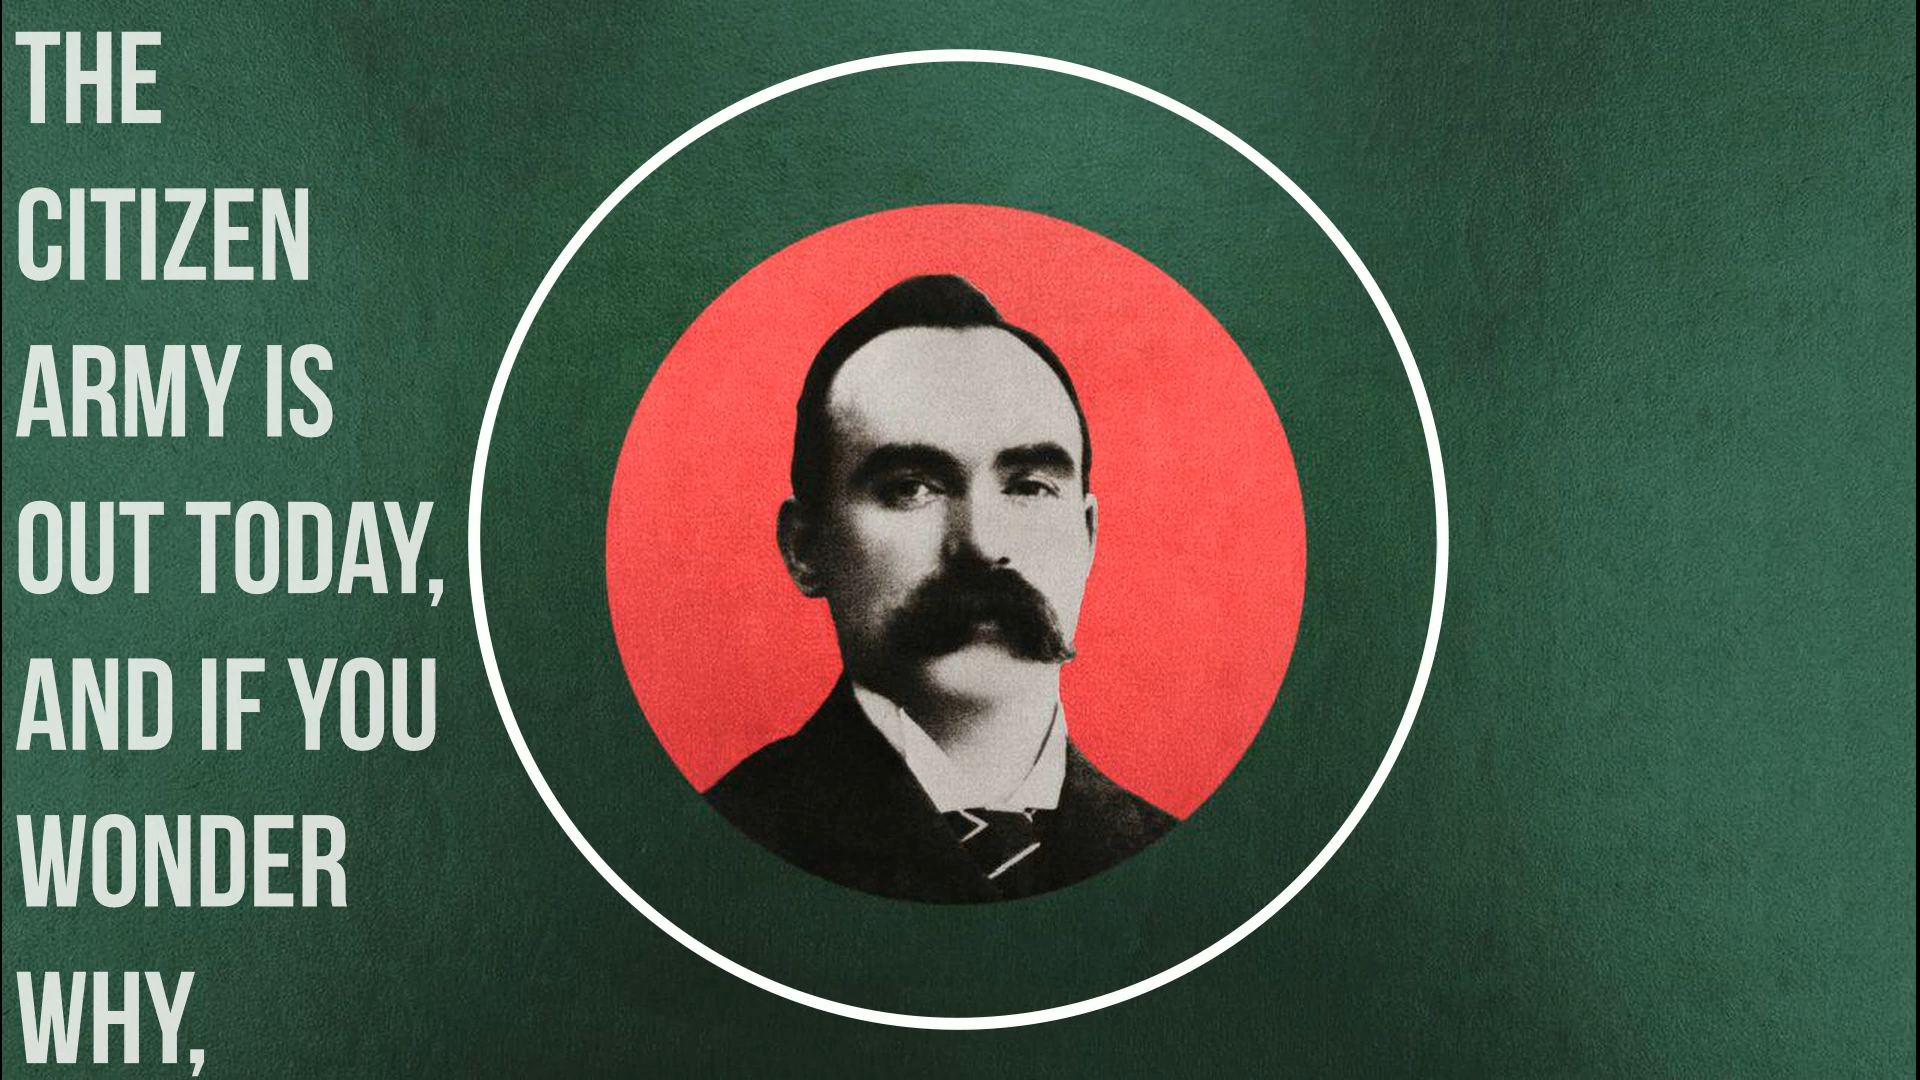 THE
CITIZEN
ARMY IS
OUT TODAY,
AND IF YOU
WONDER
WHY,